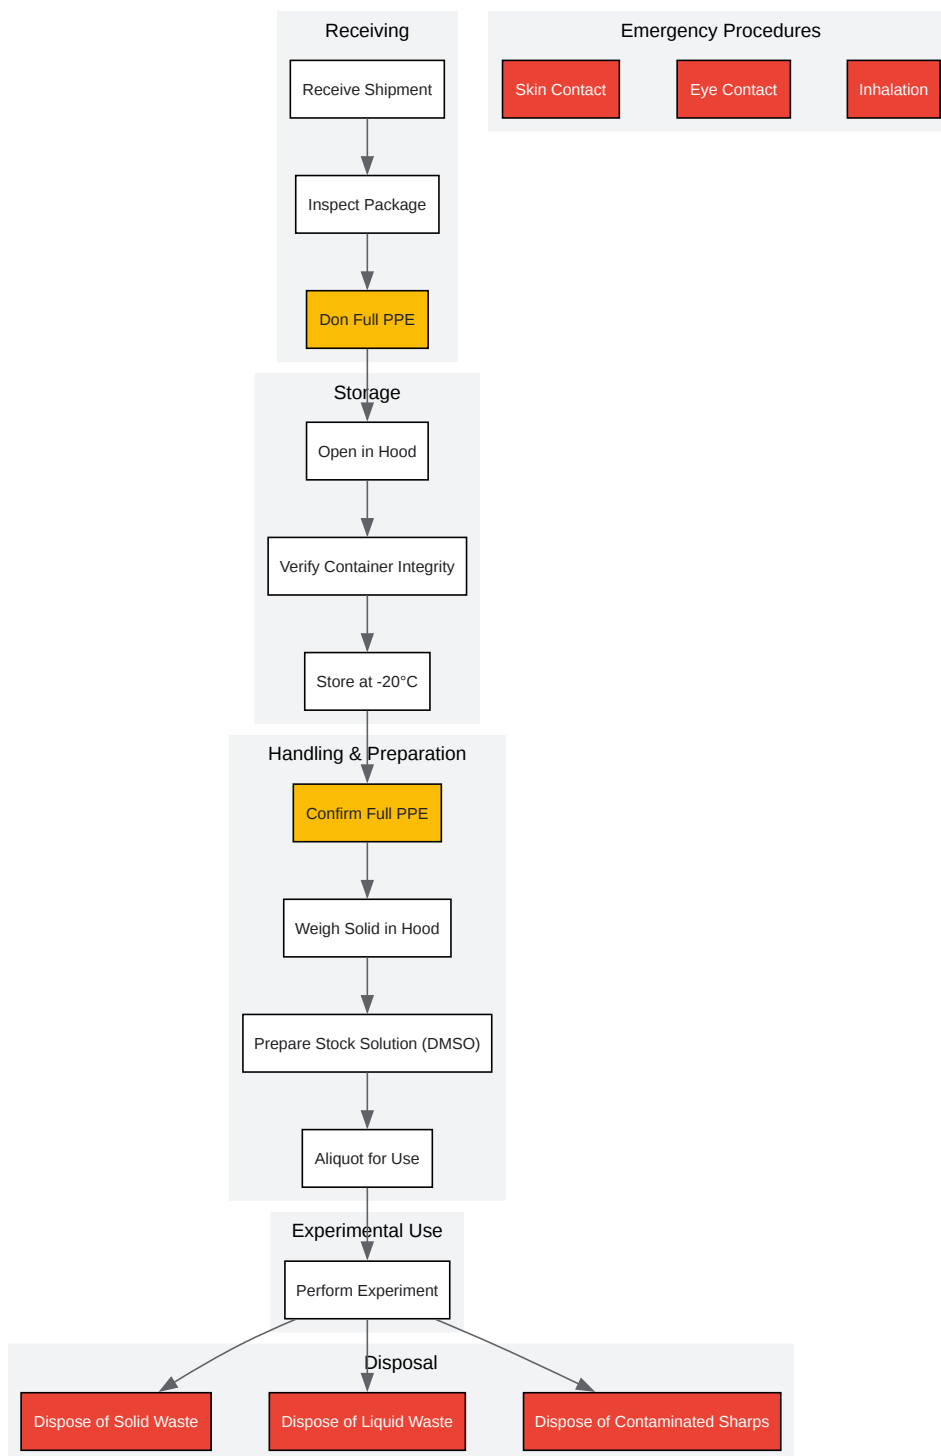 Receiving
Receive Shipment
Inspect Package
Don Full PPE
Emergency Procedures
Skin Contact
Eye Contact
Inhalation
Storage
Open in Hood
Verify Container Integrity
Store at -20°C
Handling & Preparation
Confirm Full PPE
Weigh Solid in Hood
Prepare Stock Solution (DMSO)
Aliquot for Use
Experimental Use
Perform Experiment
Disposal
Dispose of Solid Waste
Dispose of Liquid Waste
Dispose of Contaminated Sharps